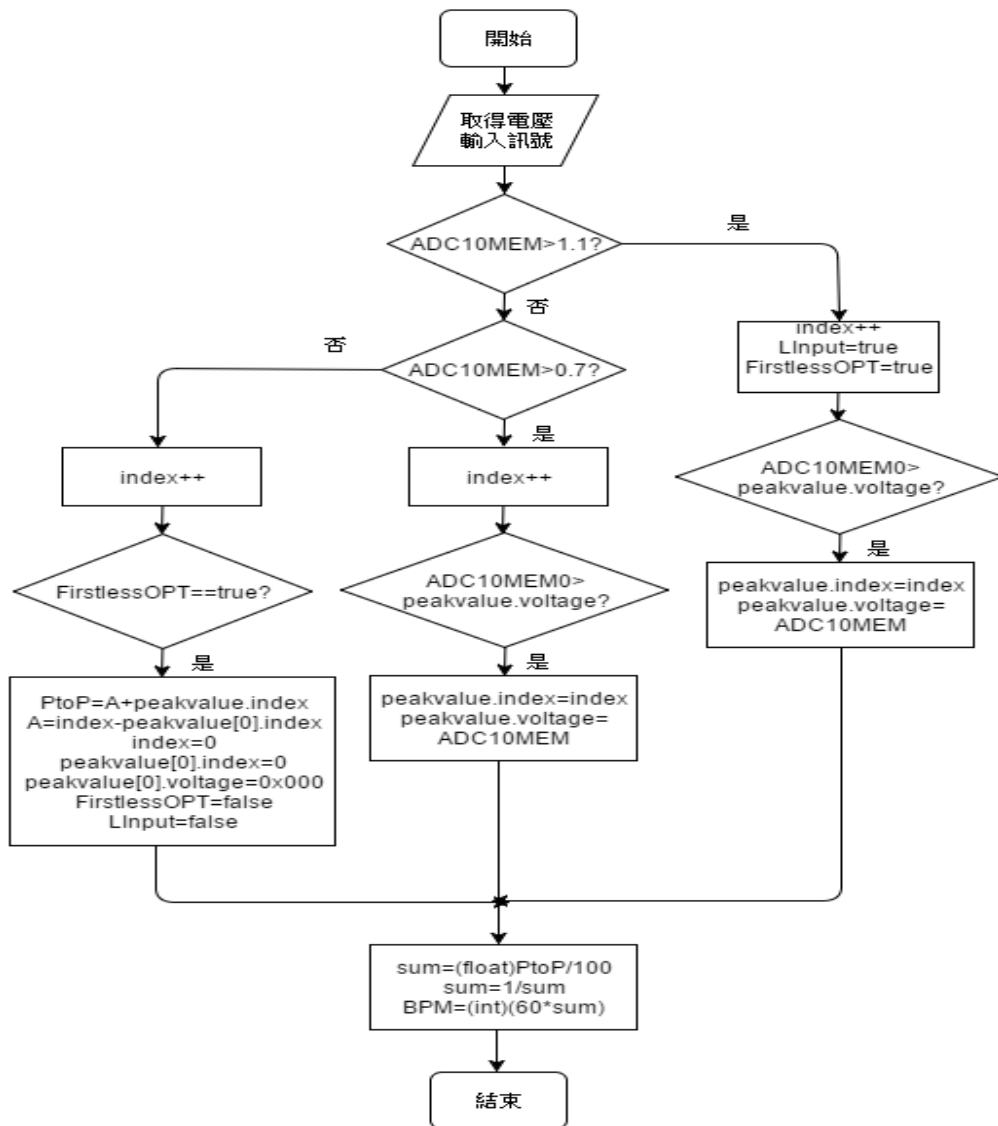 開始
取得電壓
輸入訊號
ADC10MEM>1.1?
是
否
index++
LInput=true
FirstlessOPT=true
否
ADC10MEM>0.7?
是
index++
index++
ADC10MEM0>
peakvalue.voltage?
是
FirstlessOPT==true?
ADC10MEM0>
peakvalue.voltage?
peakvalue.index=index
peakvalue.voltage=
ADC10MEM
是
是
PtoP=A+peakvalue.index
A=index-peakvalue[0].index
index=0
peakvalue[0].index=0
peakvalue[0].voltage=0x000
FirstlessOPT=false
LInput=false
peakvalue.index=index
peakvalue.voltage=
ADC10MEM
sum=(float)PtoP/100
sum=1/sum
BPM=(int)(60*sum)
結束